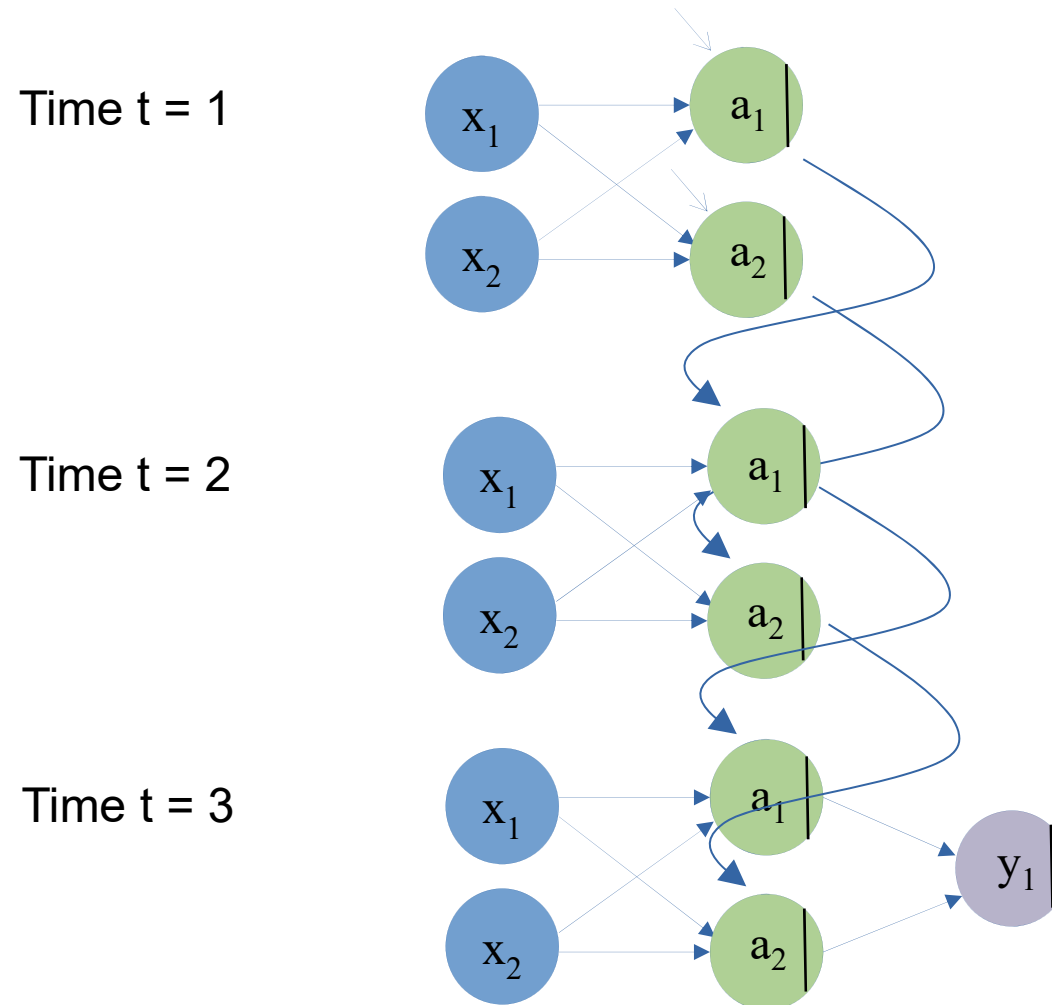 Time t = 1
x₁
a₁
x₂
a₂
Time t = 2
x₁
a₁
x₂
a₂
Time t = 3
x₁
a₁
y₁
x₂
a₂